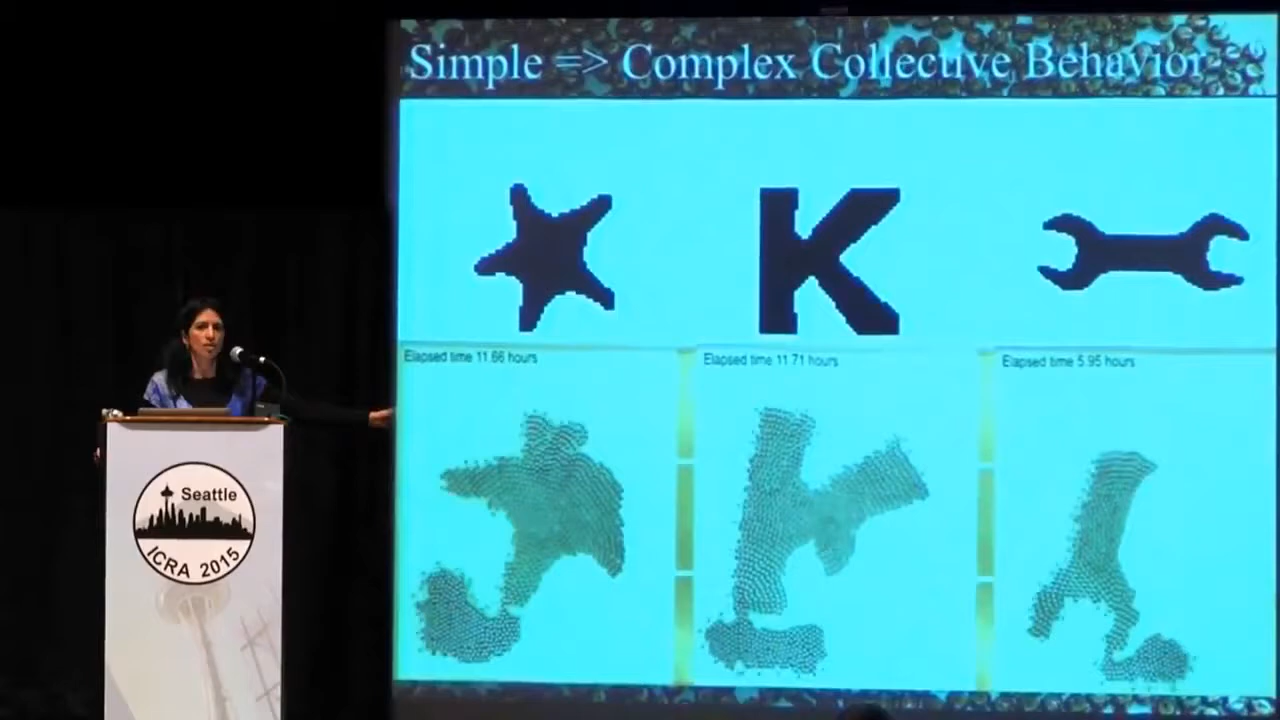 Simple => Complex Collective Behavior
K
Elapsed time 11.66 hours
Elapsed time 11.71 hours
Elapsed time 5.95 hours
Seattle
ICRA 2015